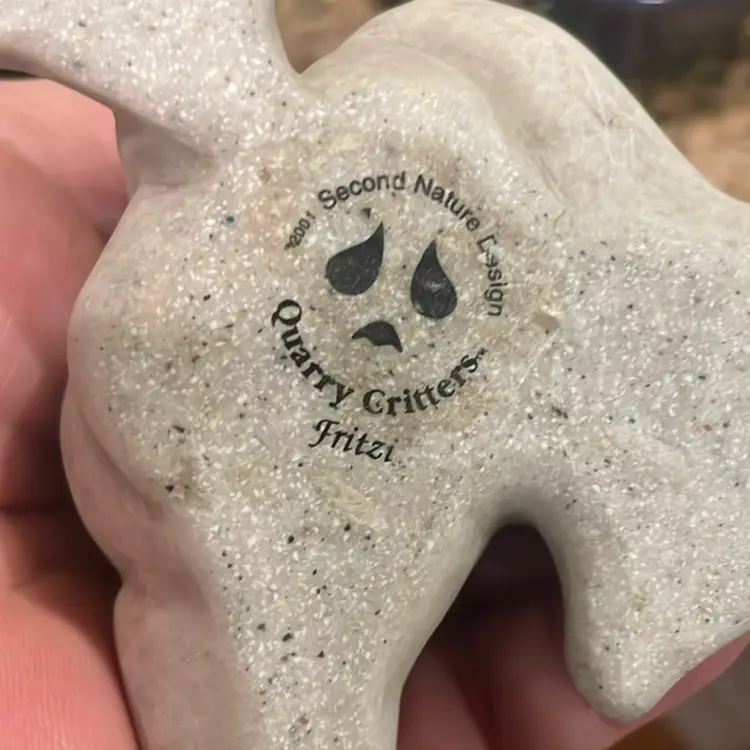 ©2001 Second Nature Design
Quarry Critters™
Fritzi